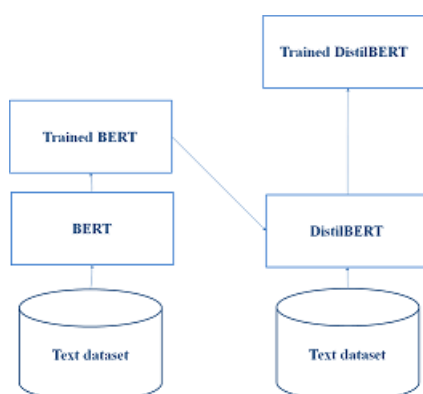 Trained DistilBERT
Trained BERT
BERT
DistilBERT
Text dataset
Text dataset